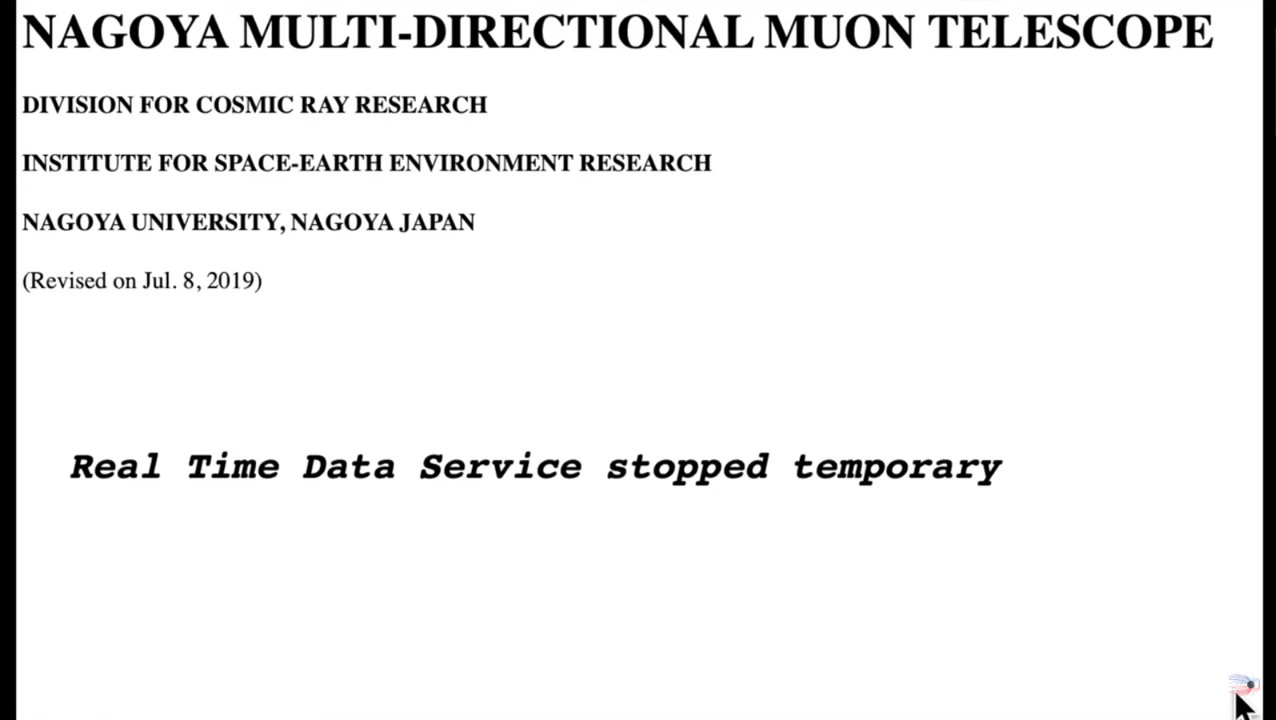 NAGOYA MULTI-DIRECTIONAL MUON TELESCOPE
DIVISION FOR COSMIC RAY RESEARCH
INSTITUTE FOR SPACE-EARTH ENVIRONMENT RESEARCH
NAGOYA UNIVERSITY, NAGOYA JAPAN
(Revised on Jul. 8, 2019)
Real Time Data Service stopped temporary